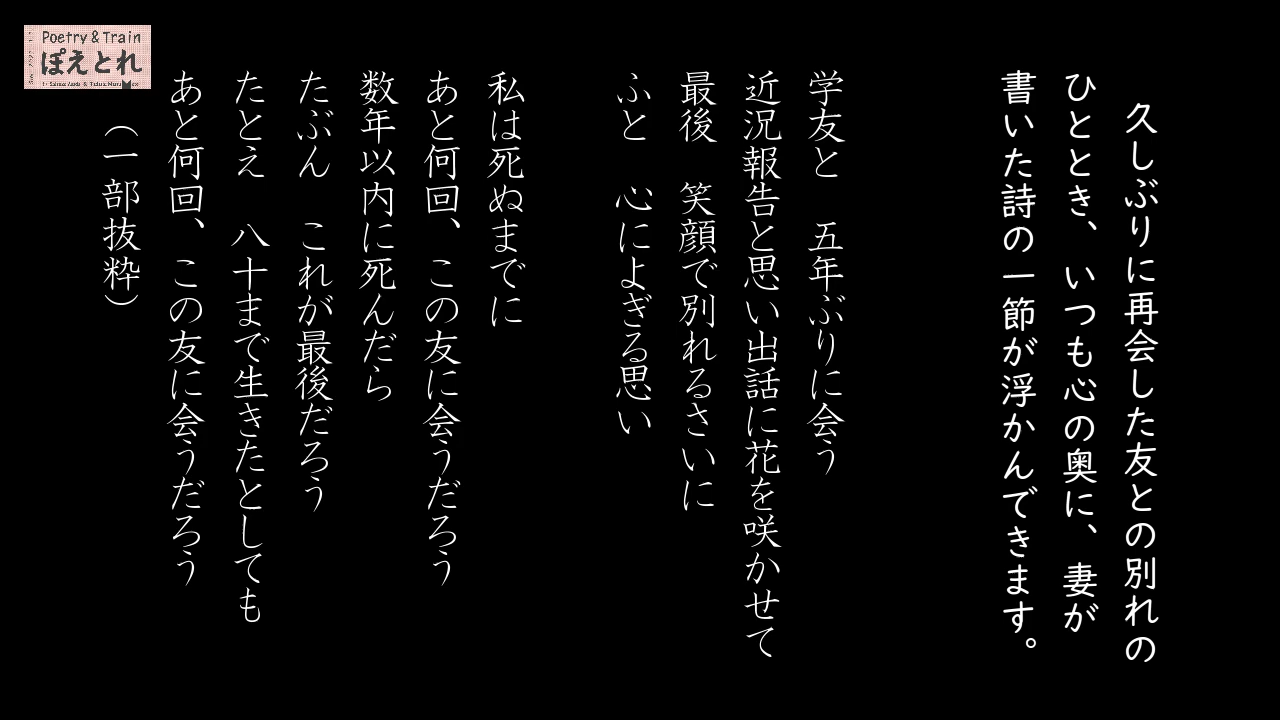 Poetry & Train
ぽえとれ
久しぶりに再会した友との別れの
ひととき、いつも心の奥に、妻が
書いた詩の一節が浮かんできます。
学友と　五年ぶりに会う
近況報告と思い出話に花を咲かせて
最後　笑顔で別れるさいに
ふと　心によぎる思い
私は死ぬまでに
あと何回、この友に会うだろう
数年以内に死んだら
たぶん　これが最後だろう
たとえ　八十まで生きたとしても
あと何回、この友に会うだろう
（一部抜粋）